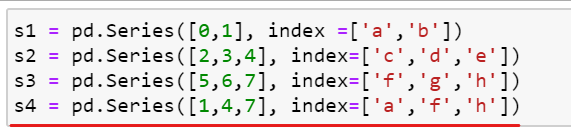 s1 = pd.Series([0,1], index =['a','b'])
s2 = pd.Series([2,3,4], index=['c','d','e'])
s3 = pd.Series([5,6,7], index=['f','g','h'])
s4 = pd.Series([1,4,7], index=['a','f','h'])